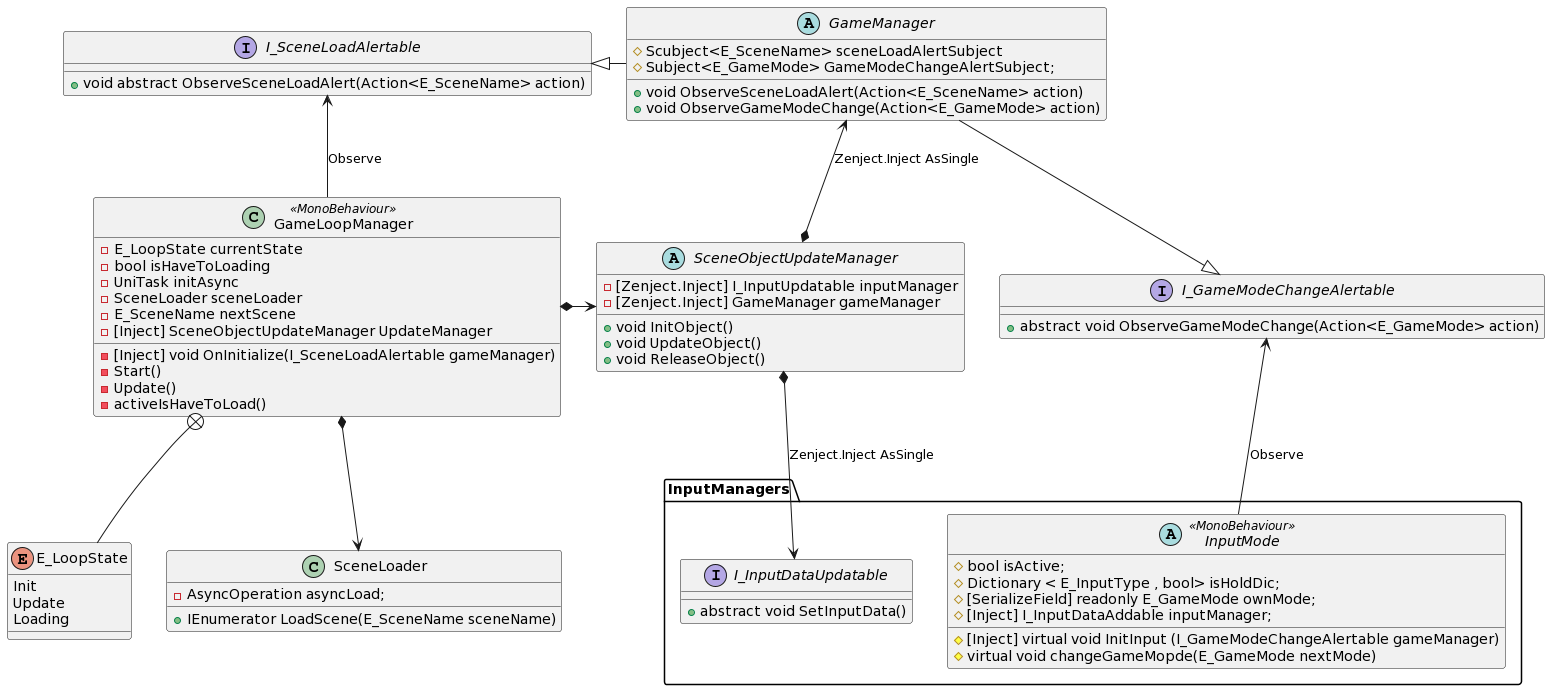 I
I_SceneLoadAlertable
void abstract ObserveSceneLoadAlert(Action<E_SceneName> action)
A
GameManager
Scubject<E_SceneName> sceneLoadAlertSubject
Subject<E_GameMode> GameModeChangeAlertSubject;
void ObserveSceneLoadAlert(Action<E_SceneName> action)
void ObserveGameModeChange(Action<E_GameMode> action)
Observe
Zenject.Inject AsSingle
C
«MonoBehaviour»
GameLoopManager
E_LoopState currentState
bool isHaveToLoading
UniTask initAsync
SceneLoader sceneLoader
E_SceneName nextScene
[Inject] SceneObjectUpdateManager UpdateManager
[Inject] void OnInitialize(I_SceneLoadAlertable gameManager)
Start()
Update()
activeIsHaveToLoad()
A
SceneObjectUpdateManager
[Zenject.Inject] I_InputUpdatable inputManager
[Zenject.Inject] GameManager gameManager
void InitObject()
void UpdateObject()
void ReleaseObject()
I
I_GameModeChangeAlertable
abstract void ObserveGameModeChange(Action<E_GameMode> action)
Zenject.Inject AsSingle
Observe
E
E_LoopState
Init
Update
Loading
C
SceneLoader
AsyncOperation asyncLoad;
IEnumerator LoadScene(E_SceneName sceneName)
InputManagers
I
I_InputDataUpdatable
abstract void SetInputData()
A
«MonoBehaviour»
InputMode
bool isActive;
Dictionary < E_InputType , bool> isHoldDic;
[SerializeField] readonly E_GameMode ownMode;
[Inject] I_InputDataAddable inputManager;
[Inject] virtual void InitInput (I_GameModeChangeAlertable gameManager)
virtual void changeGameMopde(E_GameMode nextMode)